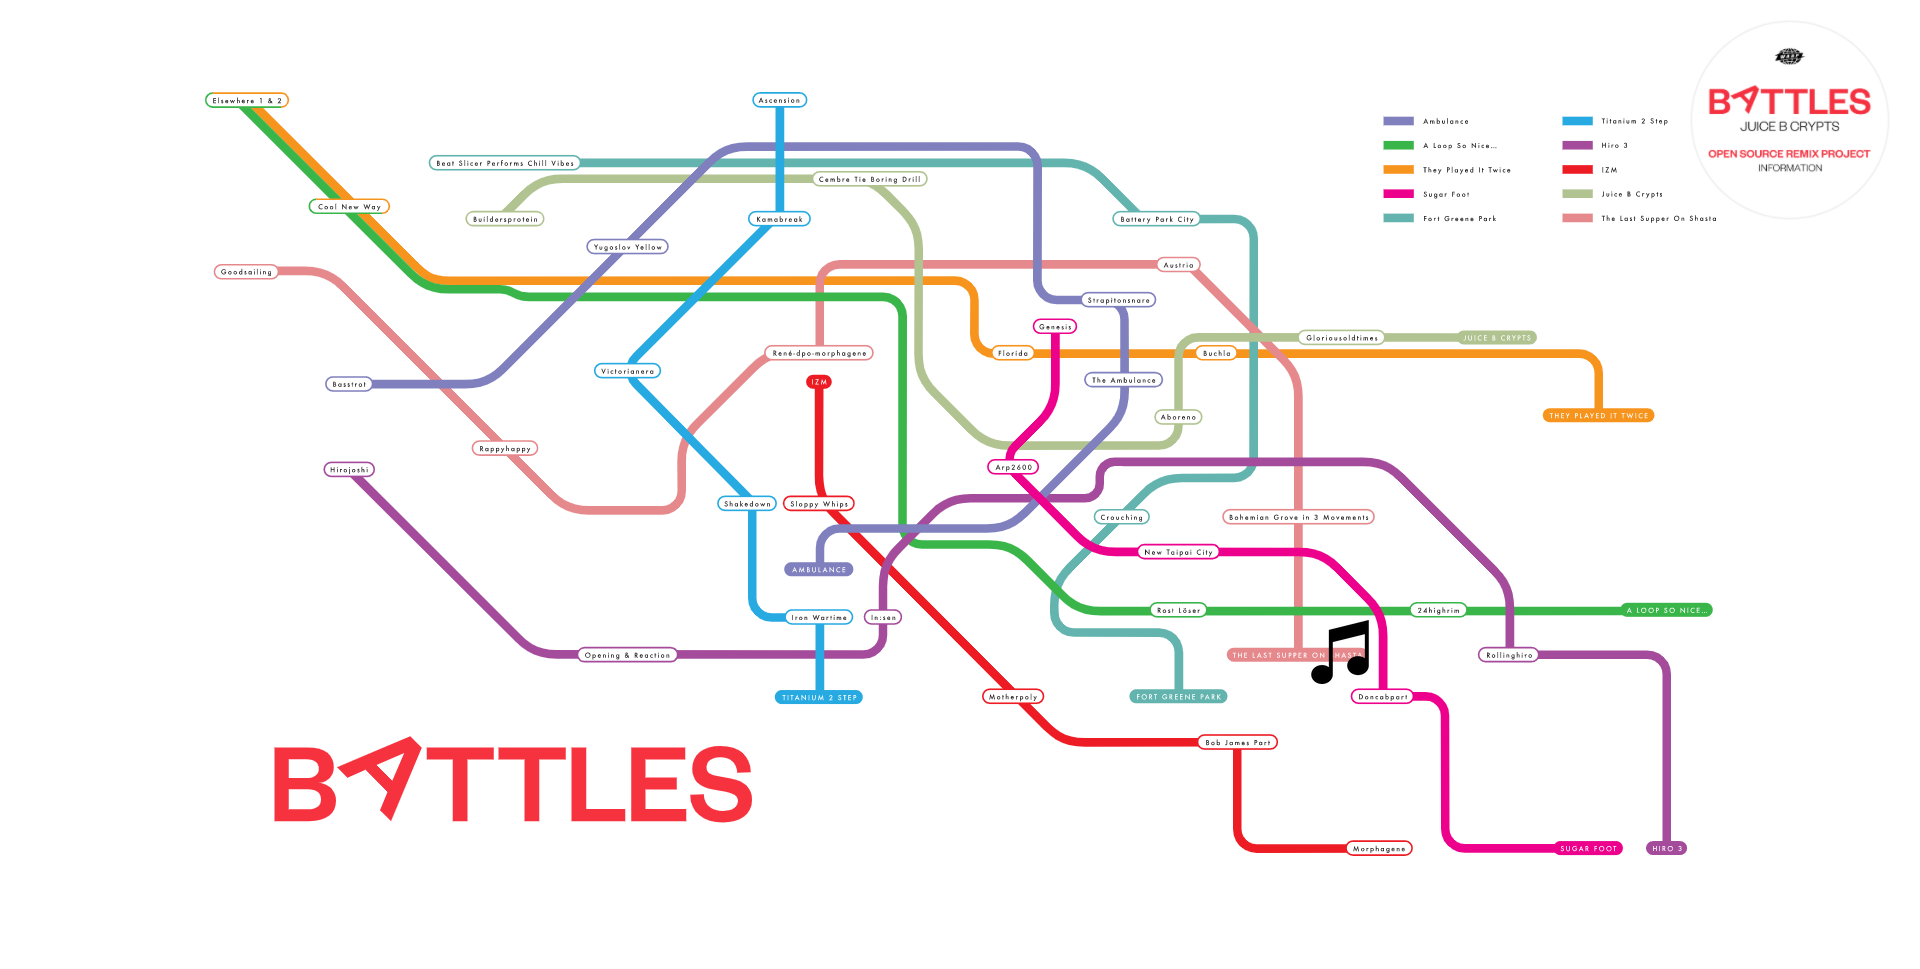 BATTLES
JUICE B CRYPTS
OPEN SOURCE REMIX PROJECT
INFORMATION
Ambulance
Titanium 2 Step
A Loop So Nice...
Hiro 3
They Played It Twice
IZM
Sugar Foot
Juice B Crypts
Fort Greene Park
The Last Supper On Shasta
Elsewhere 1 & 2
Ascension
Beat Slicer Performs Chill Vibes
Cembre Tie Boring Drill
Cool New Way
Buildersprotein
Kamabreak
Battery Park City
Yugoslov Yellow
Goodsailing
Austria
Strapitonsnare
Genesis
Gloriousoldtimes
JUICE B CRYPTS
René-dpo-morphagene
Florida
Buchla
Victorianera
Basstrot
IZM
The Ambulance
Aboreno
THEY PLAYED IT TWICE
Rappyhappy
Hirojoshi
Arp2600
Shakedown
Sloppy Whips
Crouching
Bohemian Grove in 3 Movements
New Taipai City
AMBULANCE
Iron Wartime
In:sen
Rost Löser
24highrim
A LOOP SO NICE...
Opening & Reaction
THE LAST SUPPER ON HAST
Rollinghiro
TITANIUM 2 STEP
Motherpoly
FORT GREENE PARK
Doncabpart
Bob James Part
BATTLES
Morphagene
SUGAR FOOT
HIRO 3